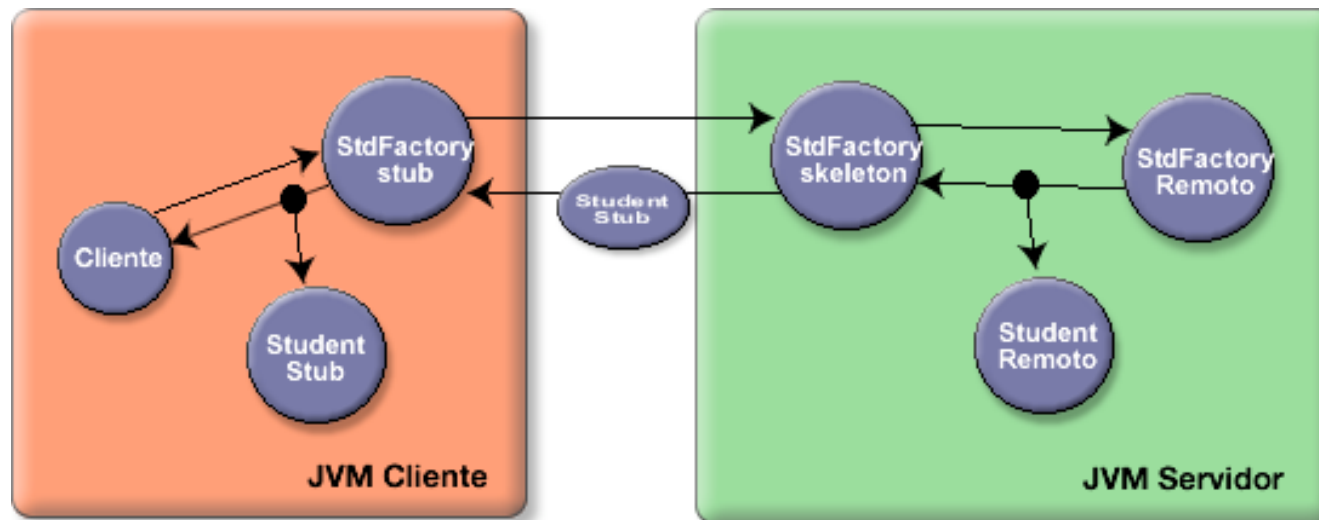 StdFactory
stub
Cliente
Student
Stub
JVM Cliente
Student
Stub
StdFactory
skeleton
StdFactory
Remoto
Student
Remoto
JVM Servidor